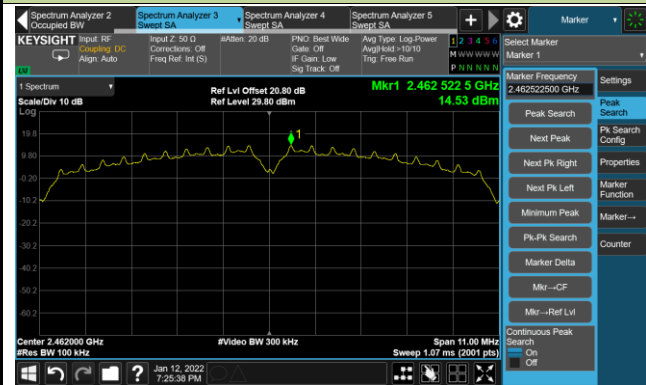 Spectrum Analyzer 2
Occupied BW
Spectrum Analyzer 3
Swept SA
Spectrum Analyzer 4
Swept SA
Spectrum Analyzer 5
Swept SA
Marker
KEYSIGHT
Input: RF
Coupling: DC
Align: Auto
Input Z: 50 Ω
Corrections: Off
Freq Ref: Int (S)
#Atten: 20 dB
PNO: Best Wide
Gate: Off
IF Gain: Low
Sig Track: Off
Avg Type: Log-Power
Avg|Hold:>10/10
Trig: Free Run
1 2 3 4 5 6
M W W W W W
P N N N N N
LXI
Select Marker
Marker 1
1 Spectrum
Scale/Div 10 dB
Log
Ref Lvl Offset 20.80 dB
Ref Level 29.80 dBm
Mkr1 2.462 522 5 GHz
14.53 dBm
1
19.8
9.80
-0.20
-10.2
-20.2
-30.2
-40.2
-50.2
-60.2
Center 2.462000 GHz
#Res BW 100 kHz
#Video BW 300 kHz
Span 11.00 MHz
Sweep 1.07 ms (2001 pts)
Marker Frequency
2.462522500 GHz
Peak Search
Next Peak
Next Pk Right
Next Pk Left
Minimum Peak
Pk-Pk Search
Marker Delta
Mkr→CF
Mkr→Ref Lvl
Continuous Peak
Search
On
Off
Settings
Peak
Search
Pk Search
Config
Properties
Marker
Function
Marker→
Counter
?
Jan 12, 2022
7:25:38 PM